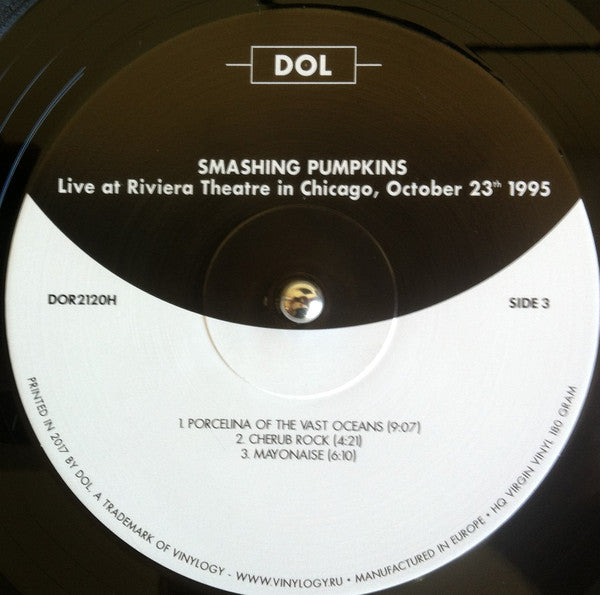 DOL
SMASHING PUMPKINS
Live at Riviera Theatre in Chicago, October 23th 1995
DOR2120H
SIDE 3
1. PORCELINA OF THE VAST OCEANS (9:07)
2. CHERUB ROCK (4:21)
3. MAYONAISE (6:10)
PRINTED IN 2017 BY DOL. A TRADEMARK OF VINYLOGY - WWW.VINYLOGY.RU • MANUFACTURED IN EUROPE • HQ VIRGIN VINYL 180 GRAM